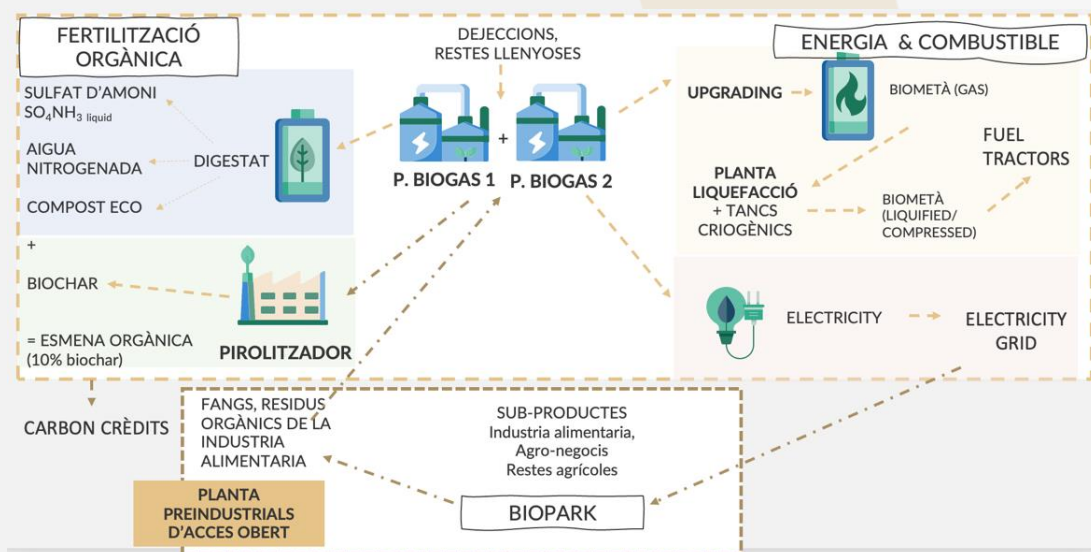 FERTILITZACIÓ
ORGÀNICA
SULFAT D'AMONI
SO₄NH₃ liquid
AIGUA
NITROGENADA
COMPOST ECO
DIGESTAT
+
BIOCHAR
= ESMENA ORGÀNICA
(10% biochar)
PIROLITZADOR
DEJECCIONS,
RESTES LLENYOSES
+
P. BIOGAS 1
P. BIOGAS 2
ENERGIA & COMBUSTIBLE
UPGRADING
BIOMETÀ (GAS)
FUEL
TRACTORS
PLANTA
LIQUEFACCIÓ
+ TANCS
CRIOGÈNICS
BIOMETÀ
(LIQUIFIED/
COMPRESSED)
ELECTRICITY
ELECTRICITY
GRID
CARBON CRÈDITS
FANGS, RESIDUS
ORGÀNICS DE LA
INDUSTRIA
ALIMENTARIA
SUB-PRODUCTES
Industria alimentaria,
Agro-negocis
Restes agrícoles
BIOPARK
PLANTA
PREINDUSTRIALS
D'ACCES OBERT